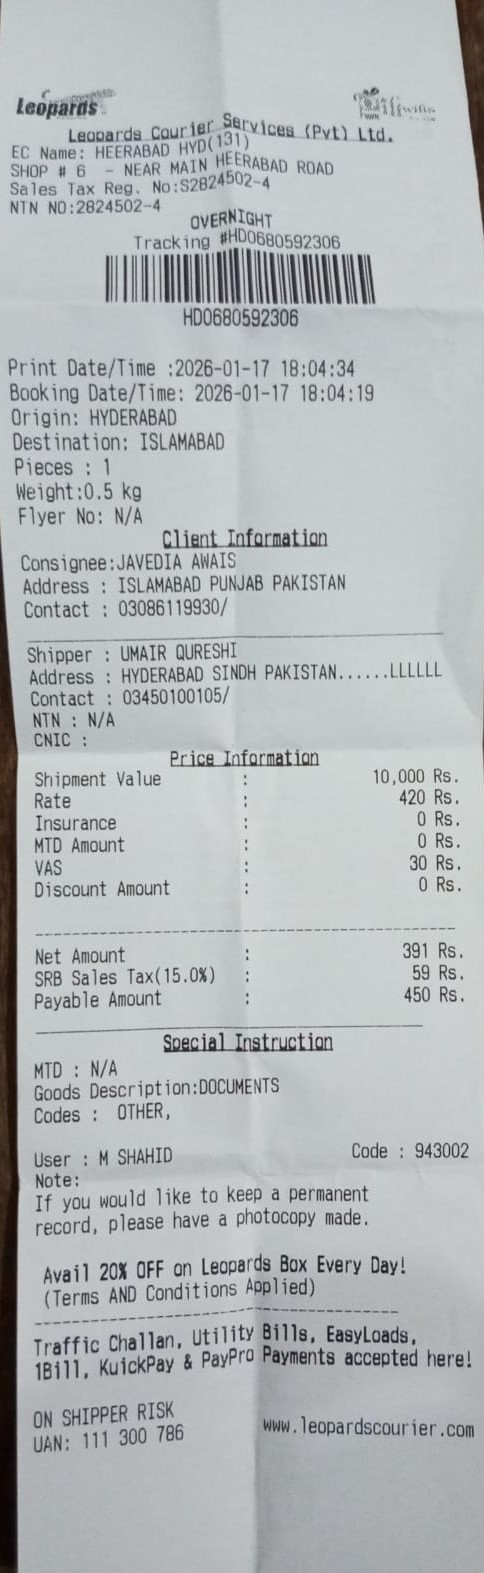 Leopards
Leopards Courier Services (Pvt) Ltd.
EC Name: HEERABAD HYD(131)
SHOP # 6 - NEAR MAIN HEERABAD ROAD
Sales Tax Reg. No:S2824502-4
NTN NO:2824502-4
OVERNIGHT
Tracking #HD0680592306
HD0680592306
Print Date/Time :2026-01-17 18:04:34
Booking Date/Time: 2026-01-17 18:04:19
Origin: HYDERABAD
Destination: ISLAMABAD
Pieces : 1
Weight:0.5 kg
Flyer No: N/A
Client Information
Consignee:JAVEDIA AWAIS
Address : ISLAMABAD PUNJAB PAKISTAN
Contact : 03086119930/
Shipper : UMAIR QURESHI
Address : HYDERABAD SINDH PAKISTAN......LLLLLL
Contact : 03450100105/
NTN : N/A
CNIC :
Price Information
Shipment Value : 10,000 Rs.
Rate : 420 Rs.
Insurance : 0 Rs.
MTD Amount : 0 Rs.
VAS : 30 Rs.
Discount Amount : 0 Rs.
Net Amount : 391 Rs.
SRB Sales Tax(15.0%) : 59 Rs.
Payable Amount : 450 Rs.
Special Instruction
MTD : N/A
Goods Description:DOCUMENTS
Codes : OTHER,
User : M SHAHID Code : 943002
Note:
If you would like to keep a permanent
record, please have a photocopy made.
Avail 20% OFF on Leopards Box Every Day!
(Terms AND Conditions Applied)
Traffic Challan, Utility Bills, EasyLoads,
1Bill, KuickPay & PayPro Payments accepted here!
ON SHIPPER RISK
UAN: 111 300 786 www.leopardscourier.com